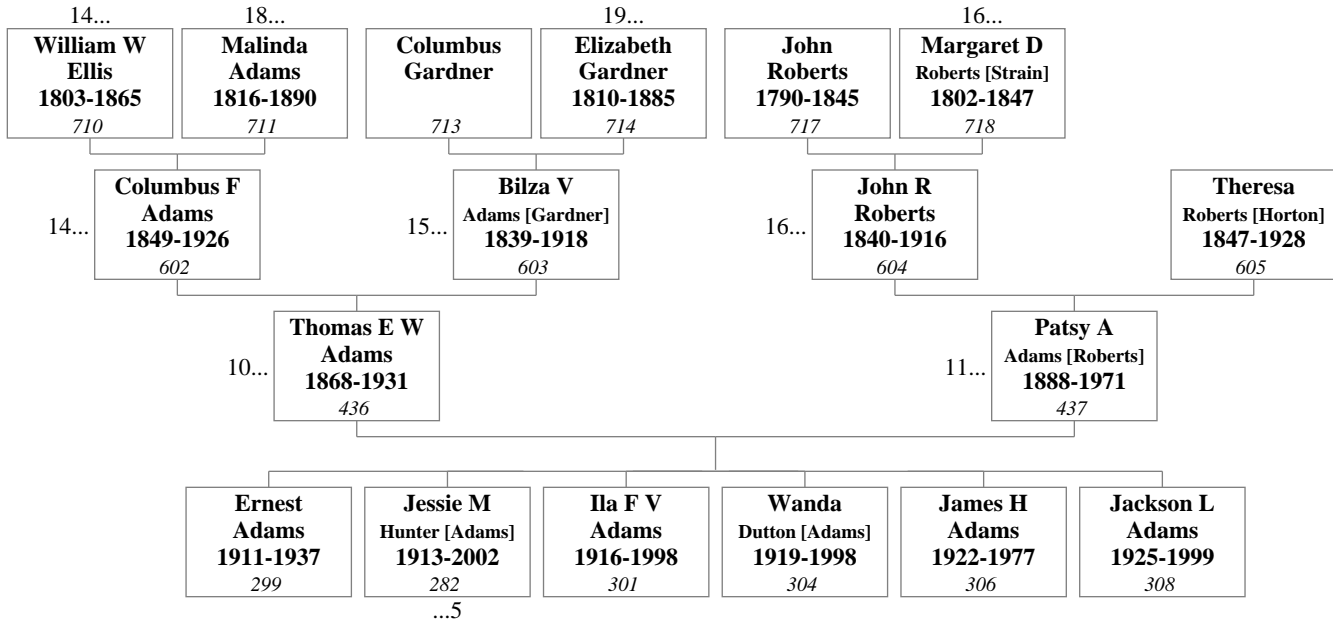 14...
18...
19...
16...
William W
Ellis
1803-1865
710
Malinda
Adams
1816-1890
711
Columbus
Gardner
713
Elizabeth
Gardner
1810-1885
714
John
Roberts
1790-1845
717
Margaret D
Roberts [Strain]
1802-1847
718
14...
Columbus F
Adams
1849-1926
602
15...
Bilza V
Adams [Gardner]
1839-1918
603
16...
John R
Roberts
1840-1916
604
Theresa
Roberts [Horton]
1847-1928
605
10...
Thomas E W
Adams
1868-1931
436
11...
Patsy A
Adams [Roberts]
1888-1971
437
Ernest
Adams
1911-1937
299
Jessie M
Hunter [Adams]
1913-2002
282
...5
Ila F V
Adams
1916-1998
301
Wanda
Dutton [Adams]
1919-1998
304
James H
Adams
1922-1977
306
Jackson L
Adams
1925-1999
308